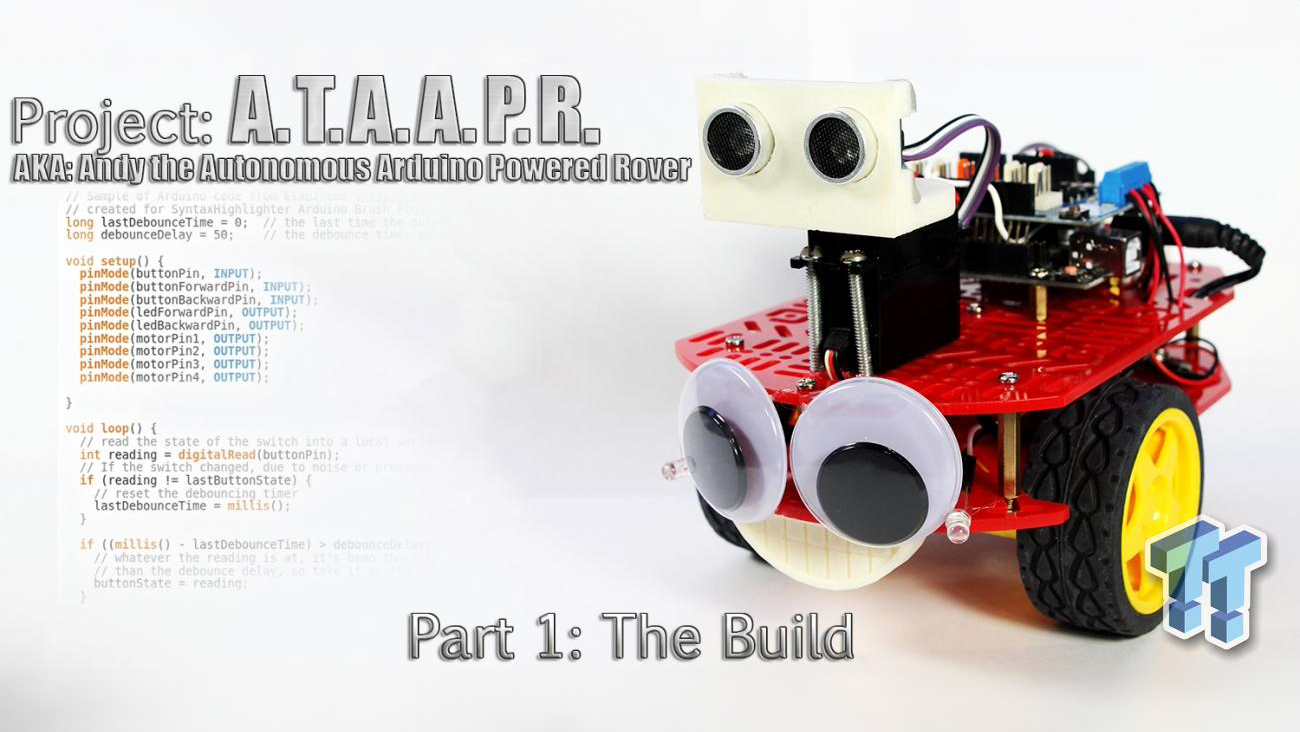 Project: A.T.A.A.P.R.
AKA: Andy the Autonomous Arduino Powered Rover
// Sample of Arduino code from
// created for SyntaxHighlighter Arduino Brush
long lastDebounceTime = 0;  // the last time the
long debounceDelay = 50;    // the debounce time
void setup() {
pinMode(buttonPin, INPUT);
pinMode(buttonForwardPin, INPUT);
pinMode(buttonBackwardPin, INPUT);
pinMode(ledForwardPin, OUTPUT);
pinMode(ledBackwardPin, OUTPUT);
pinMode(motorPin1, OUTPUT);
pinMode(motorPin2, OUTPUT);
pinMode(motorPin3, OUTPUT);
pinMode(motorPin4, OUTPUT);
}
void loop() {
// read the state of the switch into a local
int reading = digitalRead(buttonPin);
// If the switch changed, due to noise or
if (reading != lastButtonState) {
// reset the debouncing timer
lastDebounceTime = millis();
}
if ((millis() - lastDebounceTime) > debounceDelay)
// whatever the reading is at, it's been there
// than the debounce delay, so take it as the
buttonState = reading;
}
Part 1: The Build
TT